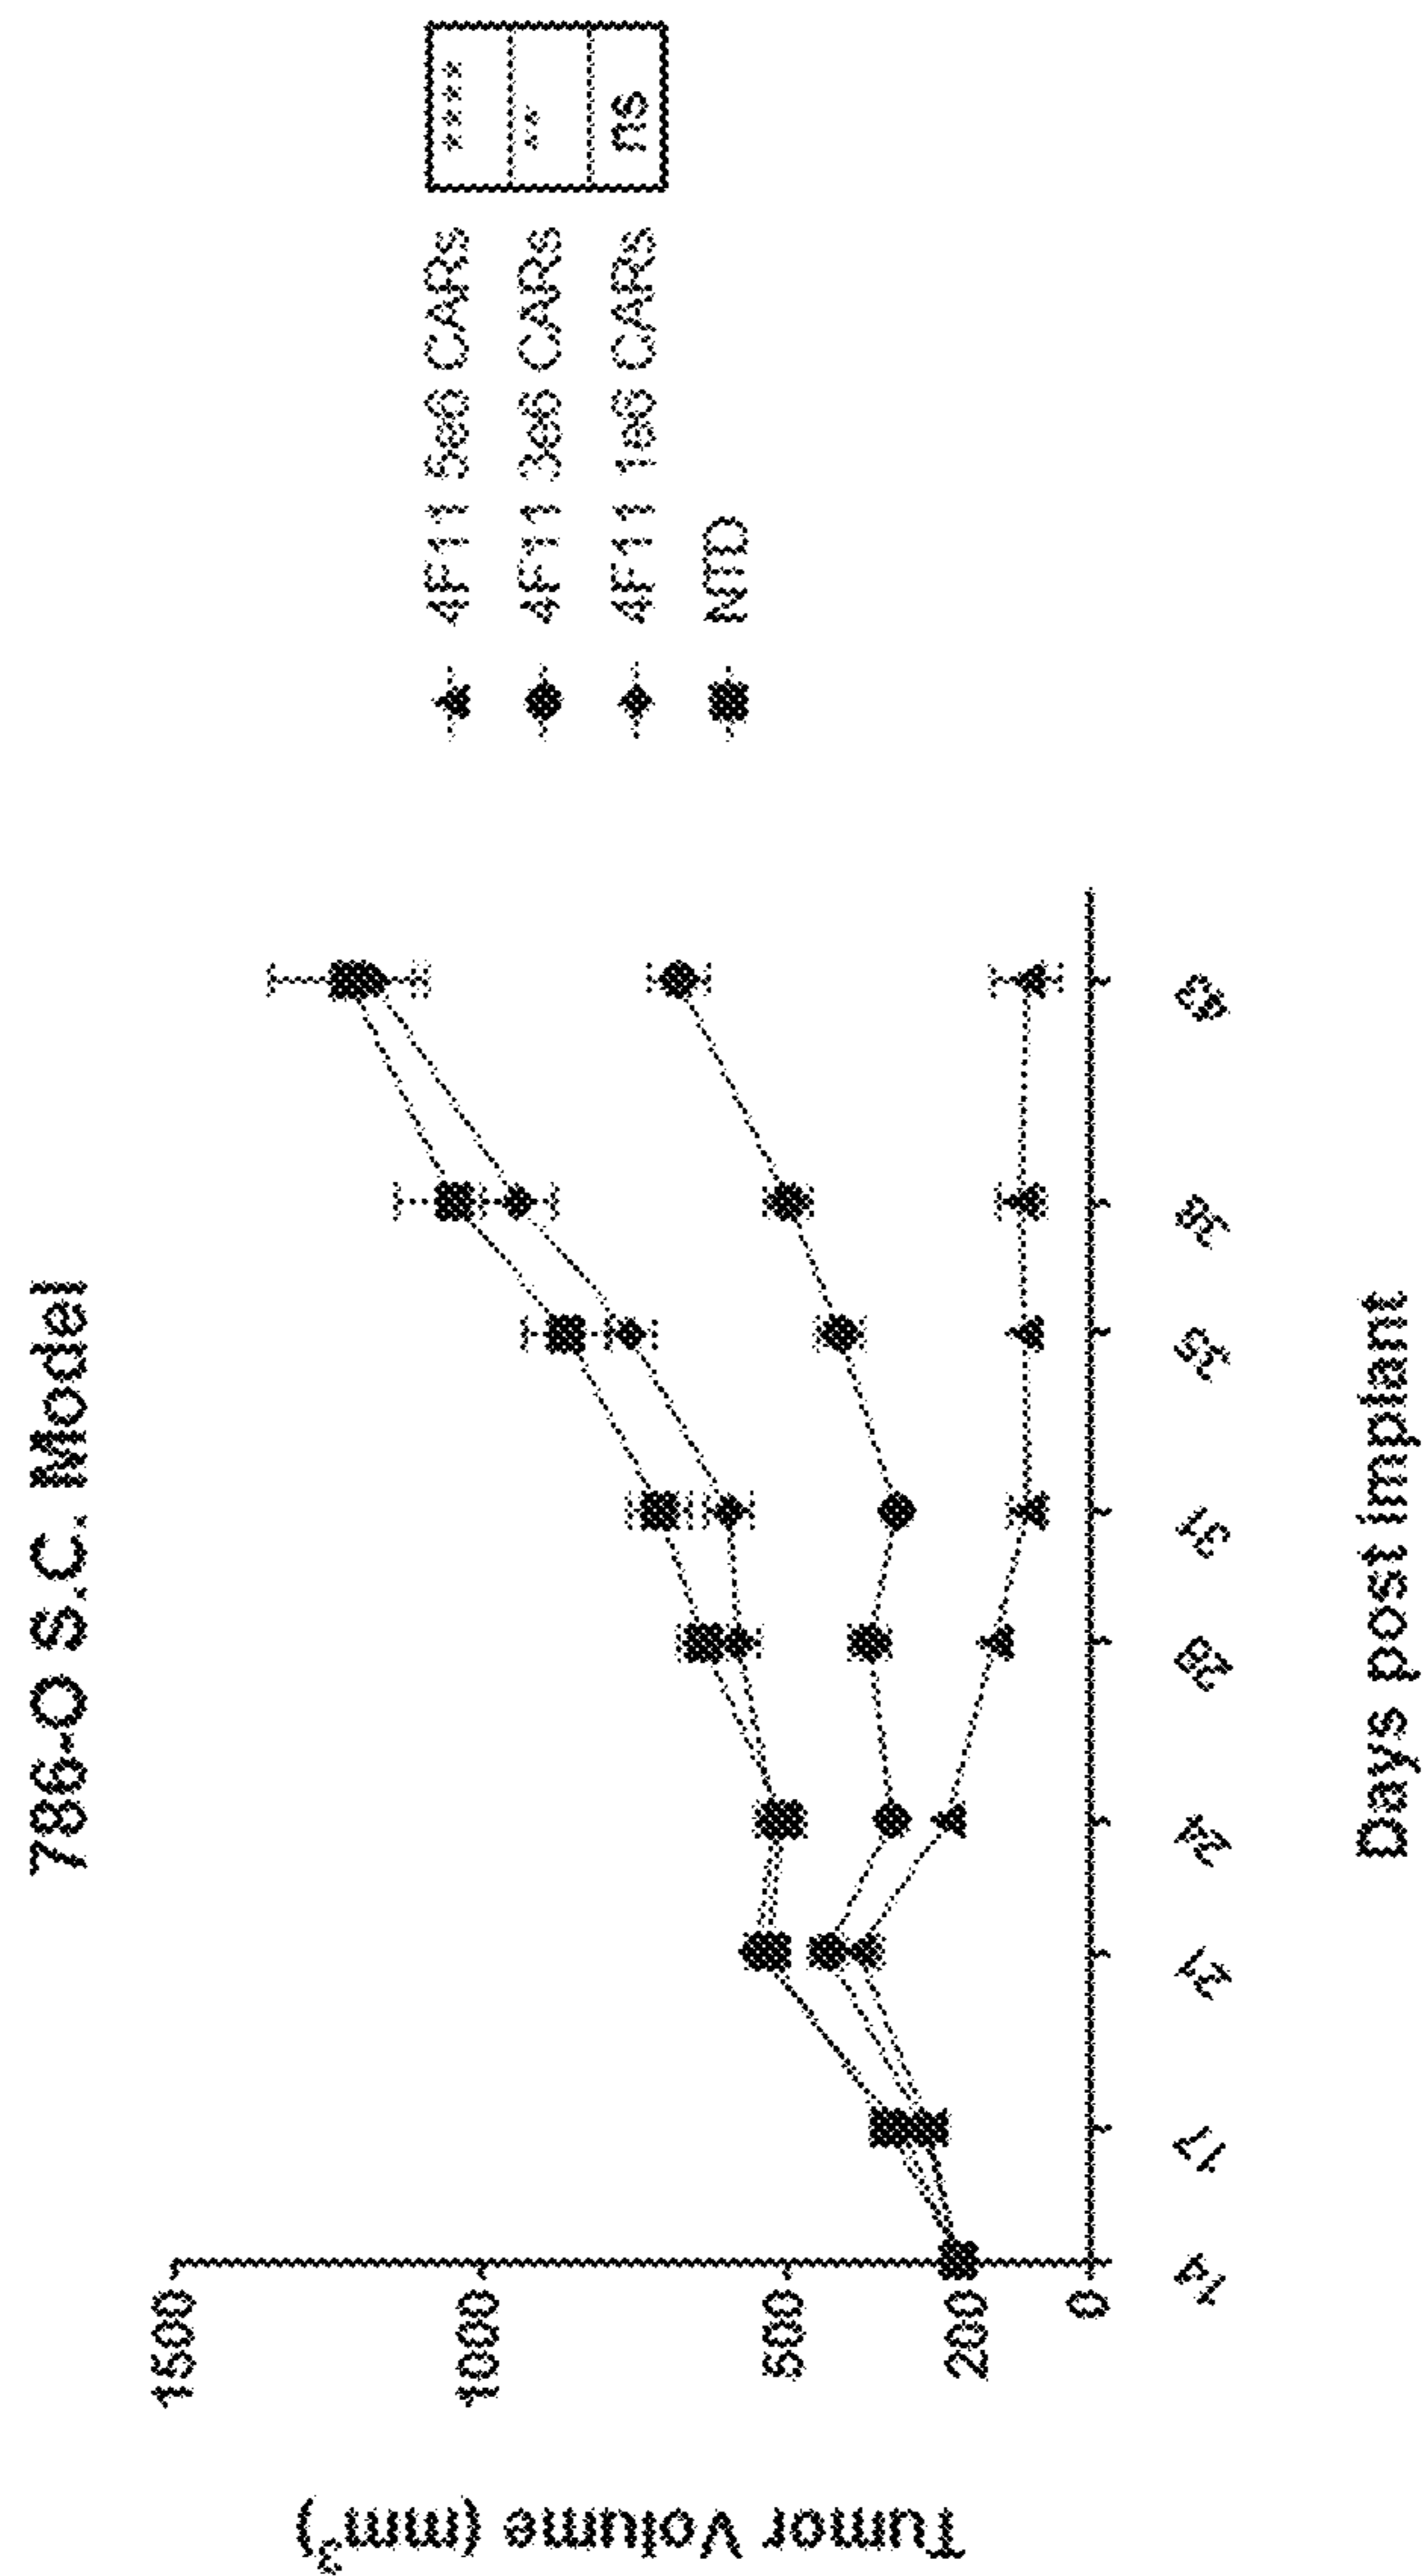 786-O S.C. Model
Tumor Volume (mm³)
1500
1000
500
200
0
14
17
21
24
28
31
35
38
43
Days post implant
4F11 5e6 CARs ****
4F11 3e6 CARs **
4F11 1e6 CARs ns
NTD